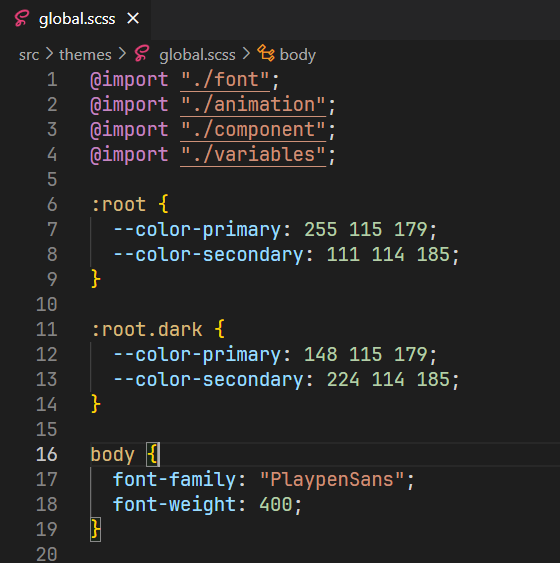 global.scss
src > themes > global.scss > body
1 @import "./font";
2 @import "./animation";
3 @import "./component";
4 @import "./variables";
5
6 :root {
7   --color-primary: 255 115 179;
8   --color-secondary: 111 114 185;
9 }
10
11 :root.dark {
12   --color-primary: 148 115 179;
13   --color-secondary: 224 114 185;
14 }
15
16 body {
17   font-family: "PlaypenSans";
18   font-weight: 400;
19 }
20